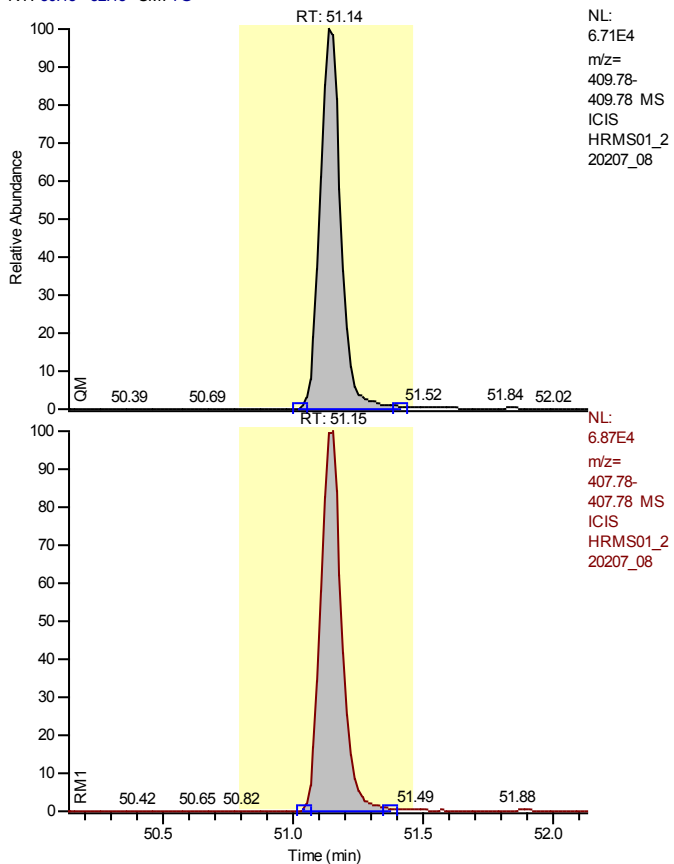 RT: 51.14
NL:
6.71E4
m/z=
409.78-
409.78 MS
ICIS
HRMS01_2
20207_08
100
90
80
70
60
50
40
30
20
10
0
Relative Abundance
QM
50.39 50.69 51.52 51.84 52.02
RT: 51.15
NL:
6.87E4
m/z=
407.78-
407.78 MS
ICIS
HRMS01_2
20207_08
100
90
80
70
60
50
40
30
20
10
0
RM1
50.42 50.65 50.82 51.49 51.88
50.5 51.0 51.5 52.0
Time (min)